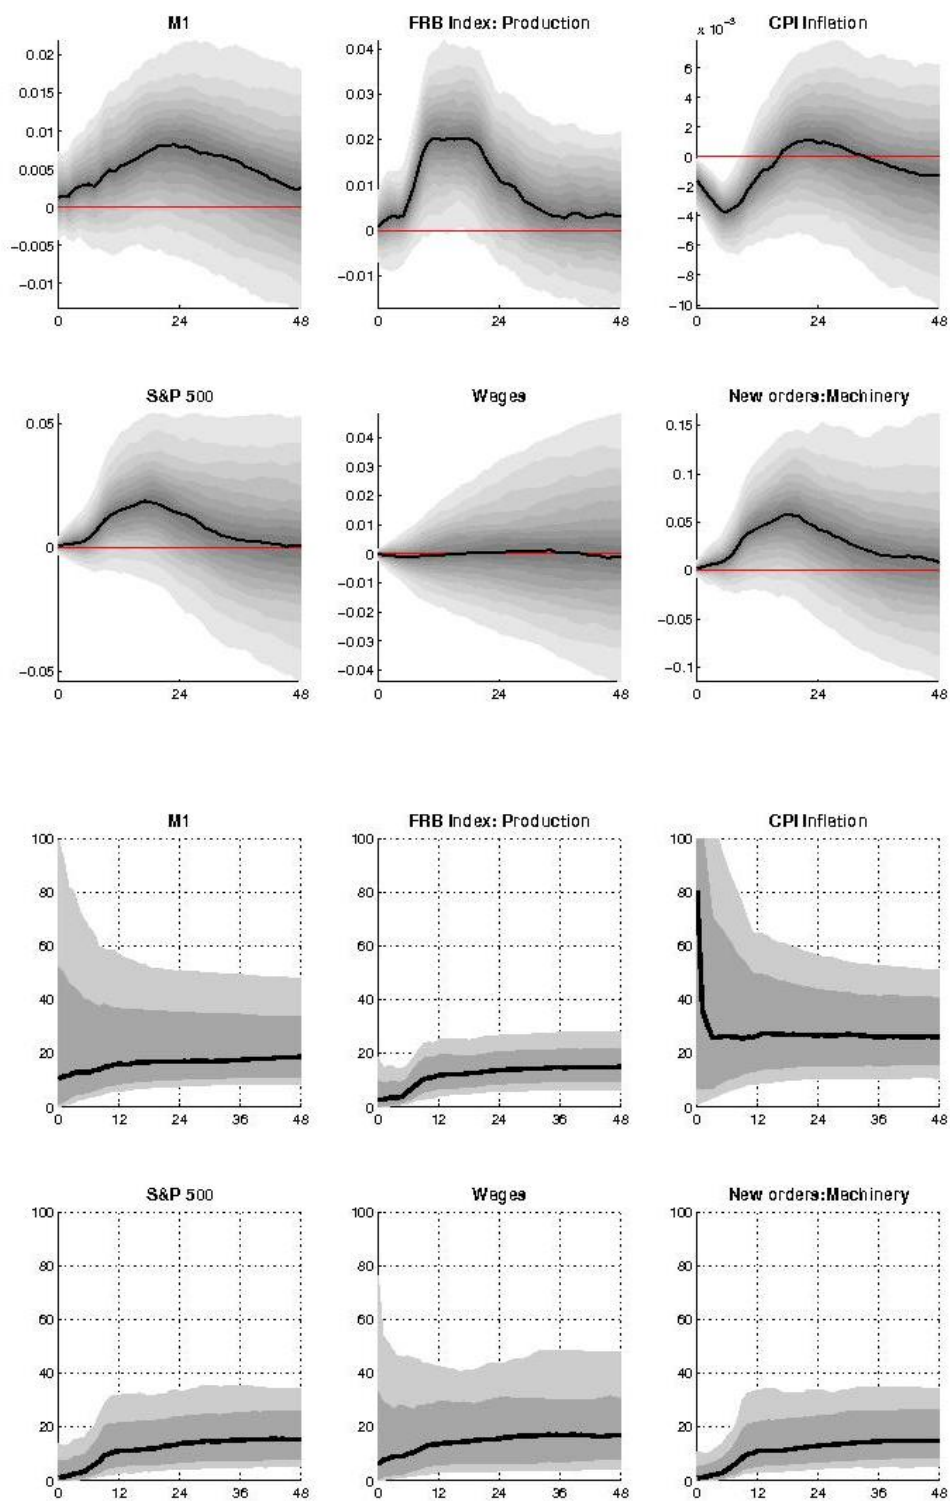 M1 FRB Index: Production CPI Inflation
x 10⁻³
0.02 0.015 0.01 0.005 0 −0.005 −0.01
0.04 0.03 0.02 0.01 0 −0.01
6 4 2 0 −2 −4 −6 −8 −10
0 24 48 0 24 48 0 24 48
S&P 500 Wages New orders:Machinery
0.05 0 −0.05
0.04 0.03 0.02 0.01 0 −0.01 −0.02 −0.03 −0.04
0.15 0.1 0.05 0 −0.05 −0.1
0 24 48 0 24 48 0 24 48
M1 FRB Index: Production CPI Inflation
100 80 60 40 20 0
100 80 60 40 20 0
100 80 60 40 20 0
0 12 24 36 48 0 12 24 36 48 0 12 24 36 48
S&P 500 Wages New orders:Machinery
100 80 60 40 20 0
100 80 60 40 20 0
100 80 60 40 20 0
0 12 24 36 48 0 12 24 36 48 0 12 24 36 48